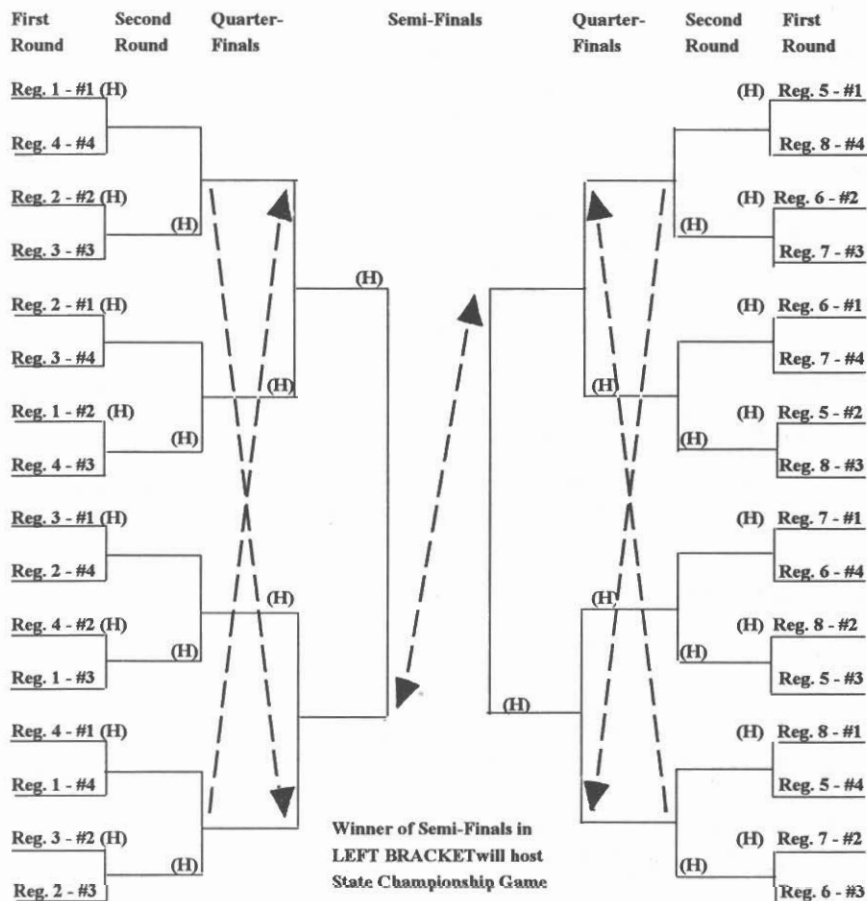 First Second Quarter- Semi-Finals Quarter- Second First
Round Round Finals Finals Round Round
Reg. 1 - #1 (H)
Reg. 4 - #4
Reg. 2 - #2 (H)
(H)
Reg. 3 - #3
(H)
Reg. 2 - #1 (H)
Reg. 3 - #4
(H)
Reg. 1 - #2 (H)
(H)
Reg. 4 - #3
Reg. 3 - #1 (H)
Reg. 2 - #4
(H)
Reg. 4 - #2 (H)
(H)
Reg. 1 - #3
Reg. 4 - #1 (H)
Reg. 1 - #4
Reg. 3 - #2 (H)
(H)
Reg. 2 - #3
Winner of Semi-Finals in
LEFT BRACKETwill host
State Championship Game
(H) Reg. 5 - #1
Reg. 8 - #4
(H) Reg. 6 - #2
(H)
Reg. 7 - #3
(H) Reg. 6 - #1
Reg. 7 - #4
(H)
(H) Reg. 5 - #2
(H)
Reg. 8 - #3
(H) Reg. 7 - #1
Reg. 6 - #4
(H)
(H) Reg. 8 - #2
(H)
Reg. 5 - #3
(H)
(H) Reg. 8 - #1
Reg. 5 - #4
(H) Reg. 7 - #2
(H)
Reg. 6 - #3